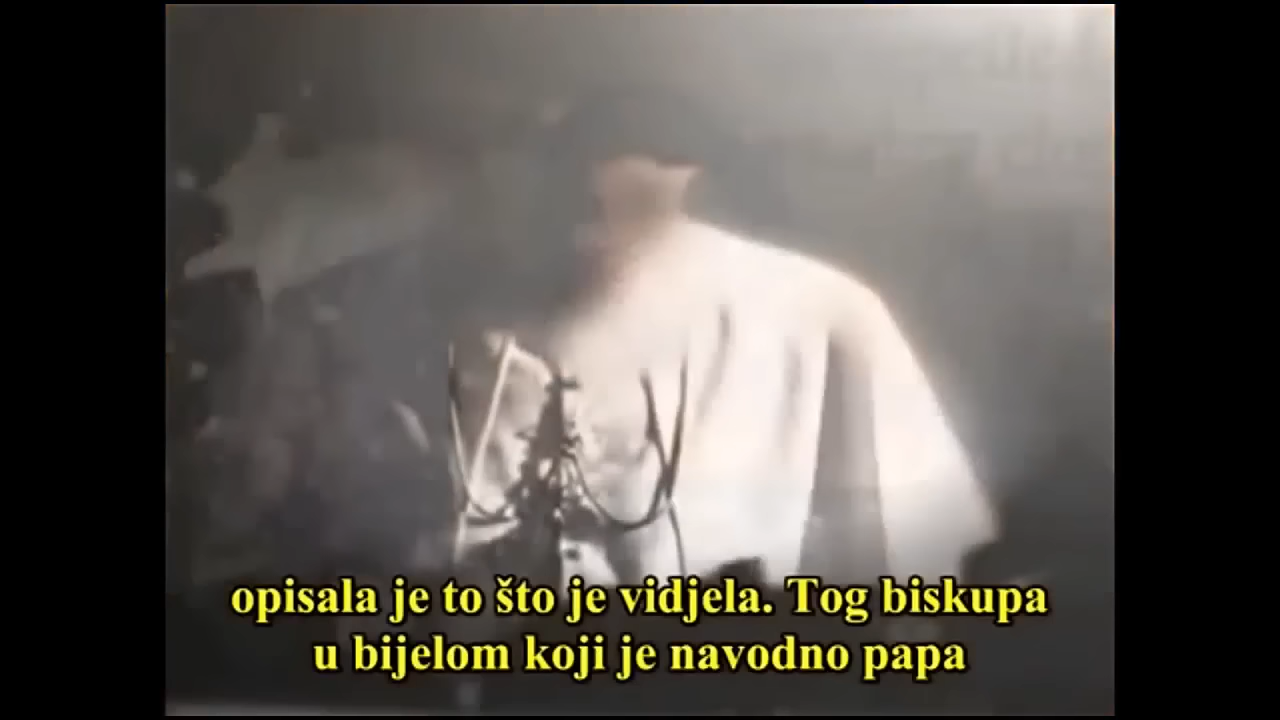 opisala je to što je vidjela. Tog biskupa
u bijelom koji je navodno papa